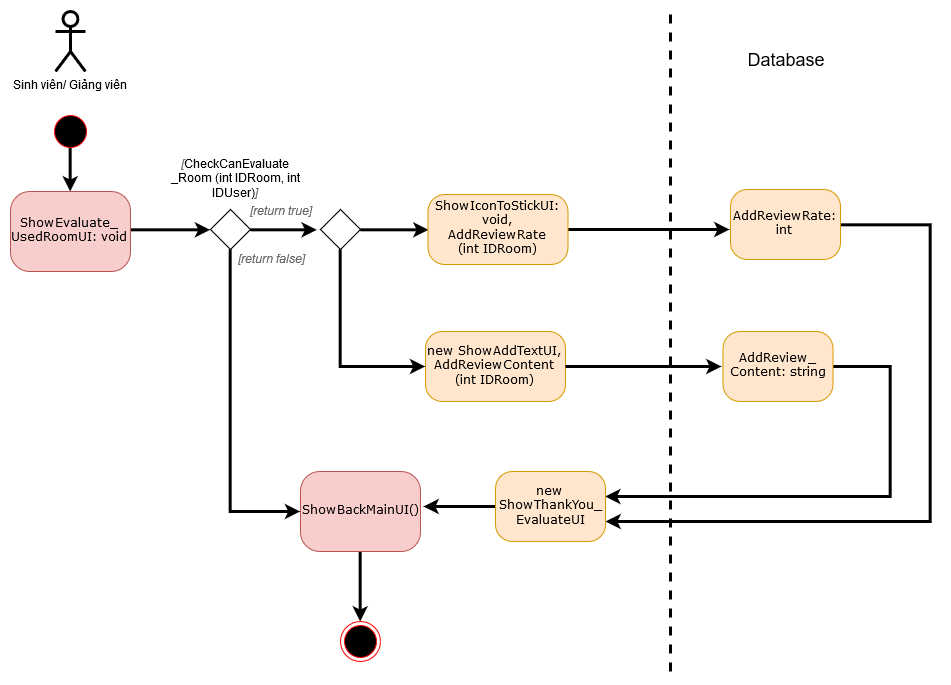 Sinh viên/ Giảng viên
Database
ShowEvaluate_
UsedRoomUI: void
[CheckCanEvaluate
_Room (int IDRoom, int
IDUser)]
[return true]
[return false]
ShowIconToStickUI:
void,
AddReviewRate
(int IDRoom)
AddReviewRate:
int
new ShowAddTextUI,
AddReviewContent
(int IDRoom)
AddReview_
Content: string
ShowBackMainUI()
new
ShowThankYou_
EvaluateUI